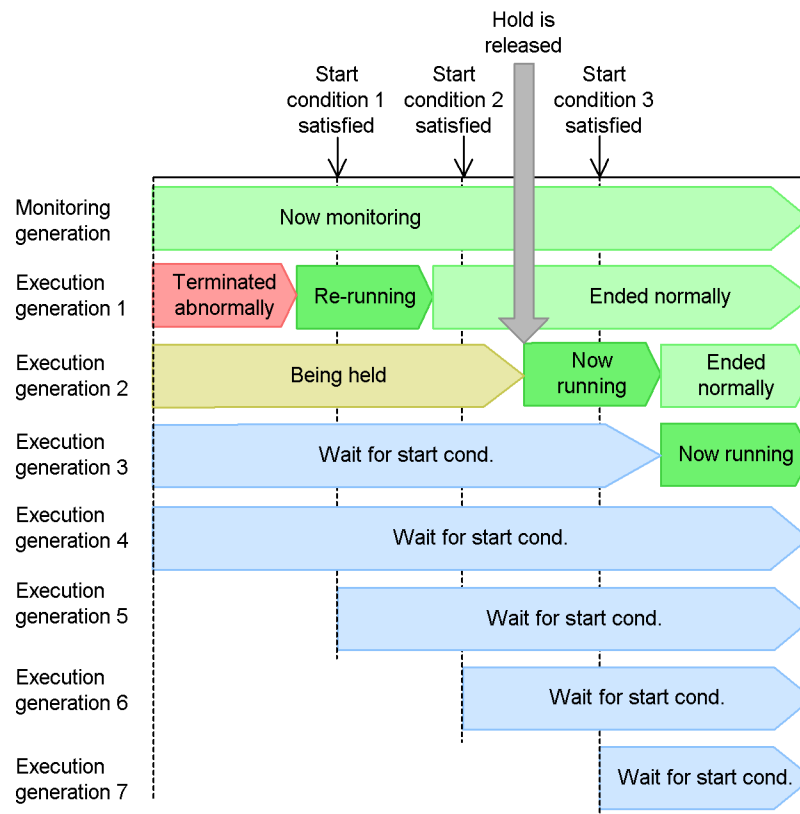 Hold is
released
Start
condition 1
satisfied
Start
condition 2
satisfied
Start
condition 3
satisfied
Monitoring
generation
Now monitoring
Execution
generation 1
Terminated
abnormally
Re-running
Ended normally
Execution
generation 2
Being held
Now
running
Ended
normally
Execution
generation 3
Wait for start cond.
Now running
Execution
generation 4
Wait for start cond.
Execution
generation 5
Wait for start cond.
Execution
generation 6
Wait for start cond.
Execution
generation 7
Wait for start cond.